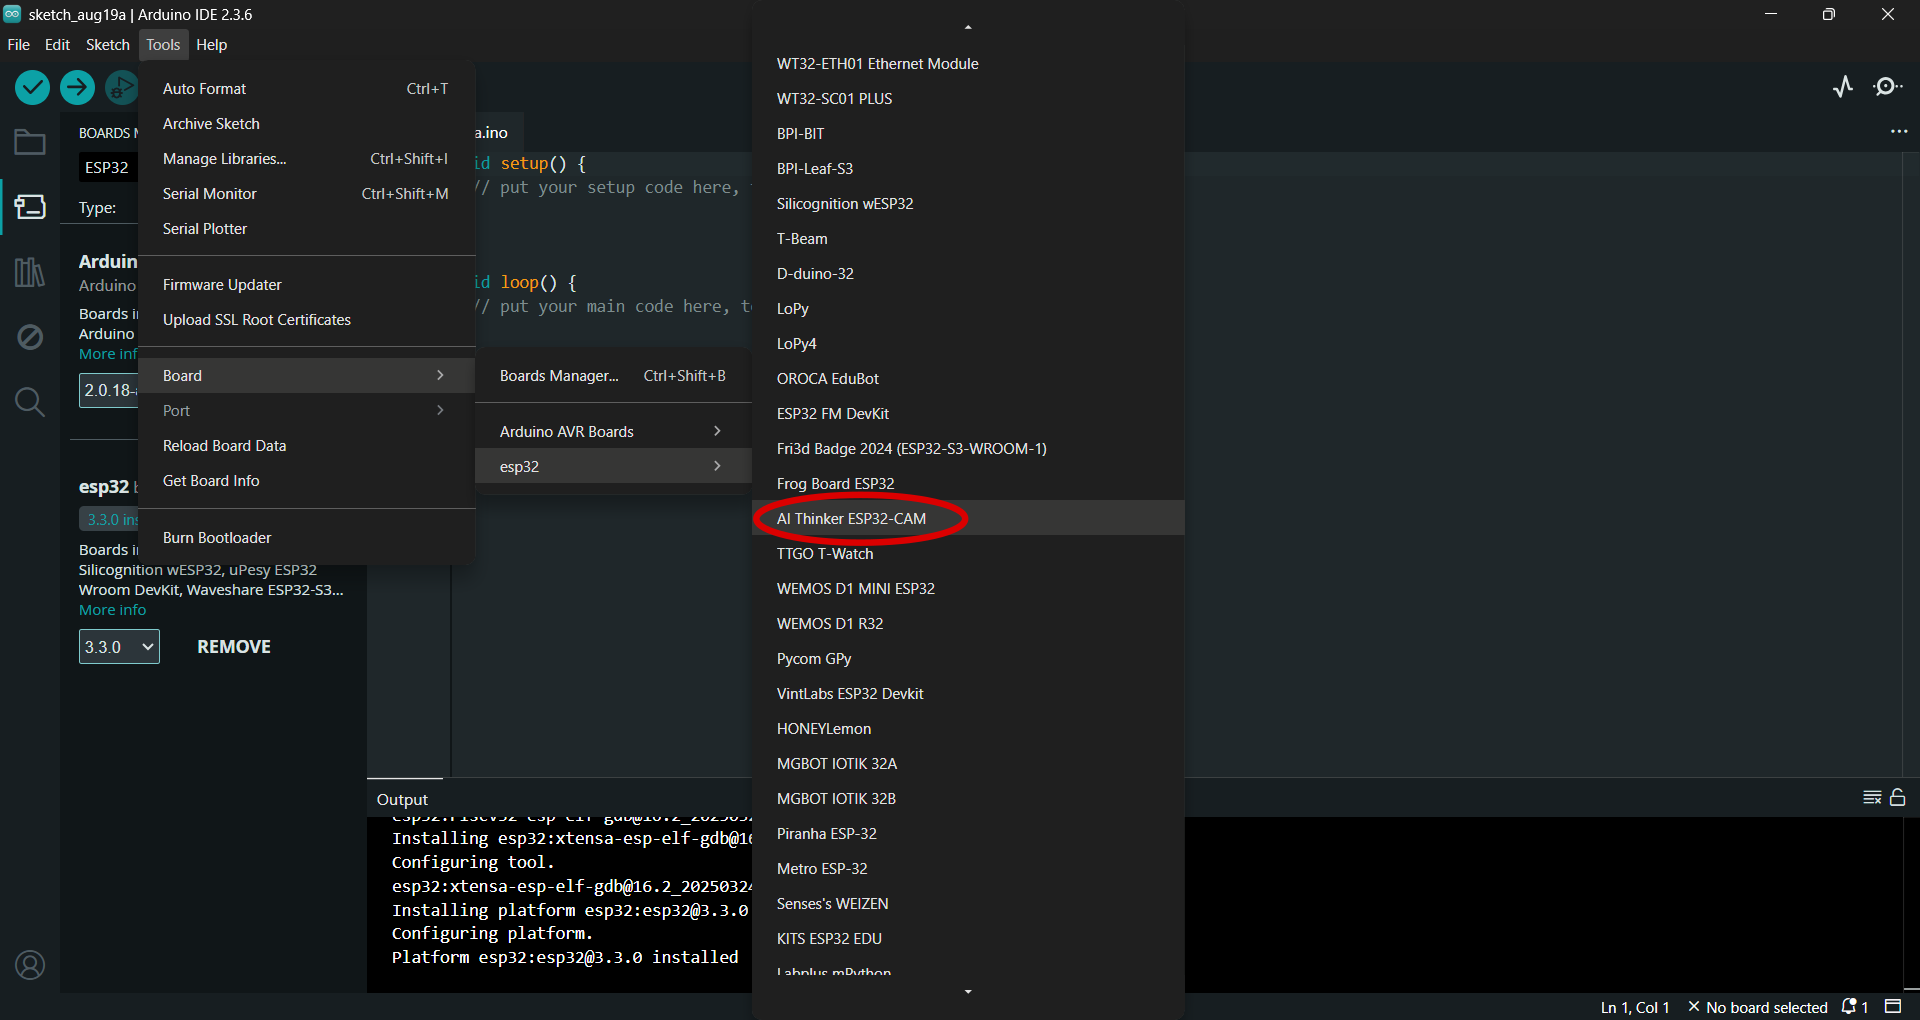 sketch_aug19a | Arduino IDE 2.3.6
File Edit Sketch Tools Help
BOARDS M
ESP32
Type:
Arduin
Arduino
Boards i
Arduino
More inf
2.0.18-
esp32 b
3.3.0 ins
Boards i
Silicognition wESP32, uPesy ESP32
Wroom DevKit, Waveshare ESP32-S3...
More info
3.3.0 REMOVE
Auto Format Ctrl+T
Archive Sketch
Manage Libraries... Ctrl+Shift+I
Serial Monitor Ctrl+Shift+M
Serial Plotter
Firmware Updater
Upload SSL Root Certificates
Board
Port
Reload Board Data
Get Board Info
Burn Bootloader
Boards Manager... Ctrl+Shift+B
Arduino AVR Boards
esp32
a.ino
id setup() {
// put your setup code here,
id loop() {
// put your main code here, t
WT32-ETH01 Ethernet Module
WT32-SC01 PLUS
BPI-BIT
BPI-Leaf-S3
Silicognition wESP32
T-Beam
D-duino-32
LoPy
LoPy4
OROCA EduBot
ESP32 FM DevKit
Fri3d Badge 2024 (ESP32-S3-WROOM-1)
Frog Board ESP32
AI Thinker ESP32-CAM
TTGO T-Watch
WEMOS D1 MINI ESP32
WEMOS D1 R32
Pycom GPy
VintLabs ESP32 Devkit
HONEYLemon
MGBOT IOTIK 32A
MGBOT IOTIK 32B
Piranha ESP-32
Metro ESP-32
Senses's WEIZEN
KITS ESP32 EDU
Labplus mPython
Output
Installing esp32:xtensa-esp-elf-gdb@16
Configuring tool.
esp32:xtensa-esp-elf-gdb@16.2_20250324
Installing platform esp32:esp32@3.3.0
Configuring platform.
Platform esp32:esp32@3.3.0 installed
Ln 1, Col 1 No board selected 1